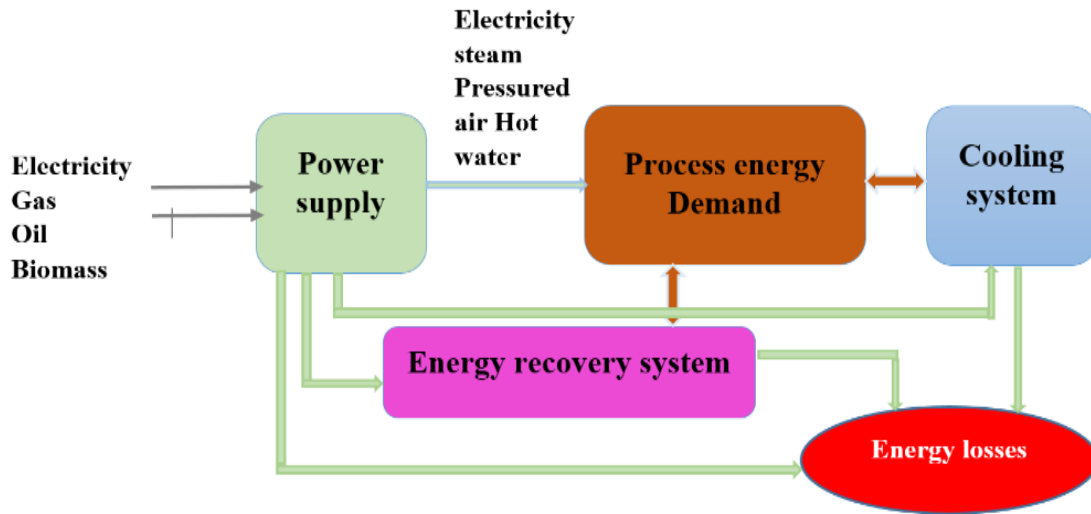 Electricity
Gas
Oil
Biomass
Power
supply
Electricity
steam
Pressured
air Hot
water
Process energy
Demand
Cooling
system
Energy recovery system
Energy losses